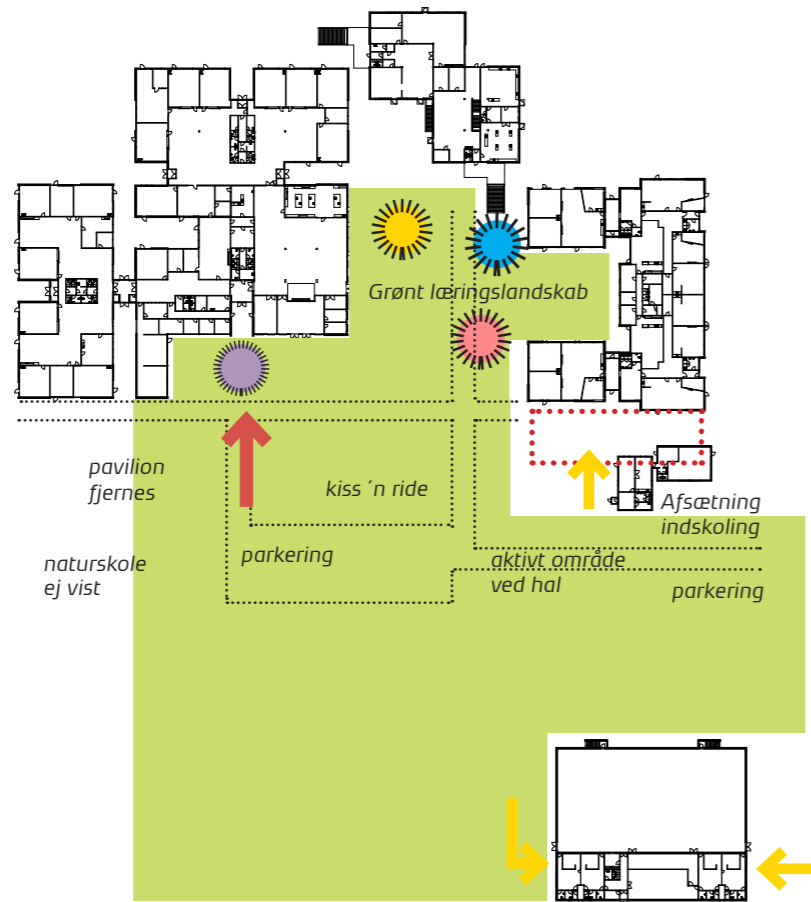 Grønt læringslandskab
pavilion
fjernes
kiss ´n ride
Afsætning
indskoling
naturskole
ej vist
parkering
aktivt område
ved hal
parkering